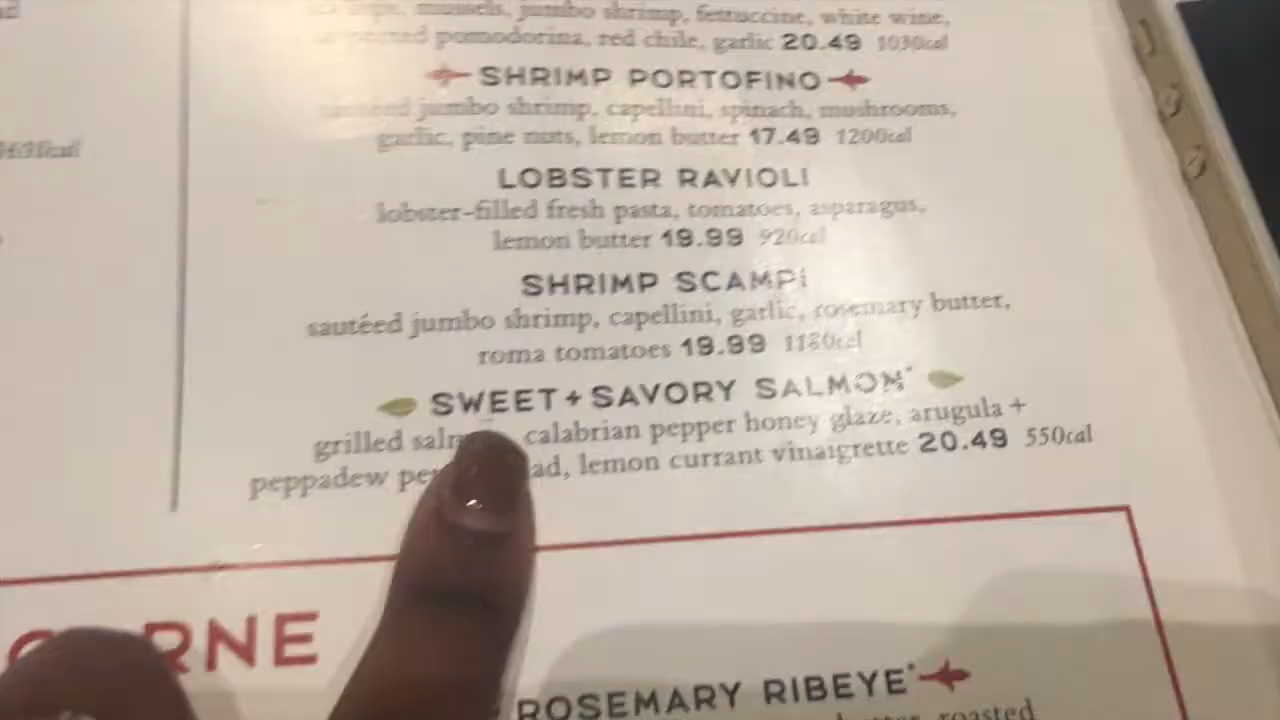 mussels, jumbo shrimp, fettuccine, white wine,
pomodorina, red chile, garlic 20.49 1030cal
SHRIMP PORTOFINO
sautéed jumbo shrimp, capellini, spinach, mushrooms,
garlic, pine nuts, lemon butter 17.49 1200cal
LOBSTER RAVIOLI
lobster-filled fresh pasta, tomatoes, asparagus,
lemon butter 19.99 920cal
SHRIMP SCAMPI
sautéed jumbo shrimp, capellini, garlic, rosemary butter,
roma tomatoes 19.99 1180cal
SWEET + SAVORY SALMON*
grilled calabrian pepper honey glaze, arugula +
peppadew lemon currant vinaigrette 20.49 550cal
ROSEMARY RIBEYE*
roasted